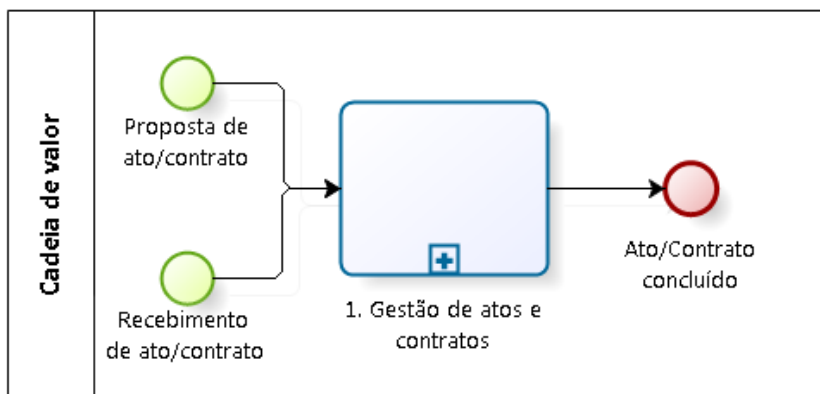 Cadeia de valor
Proposta de
ato/contrato
Recebimento
de ato/contrato
1. Gestão de atos e
contratos
Ato/Contrato
concluído